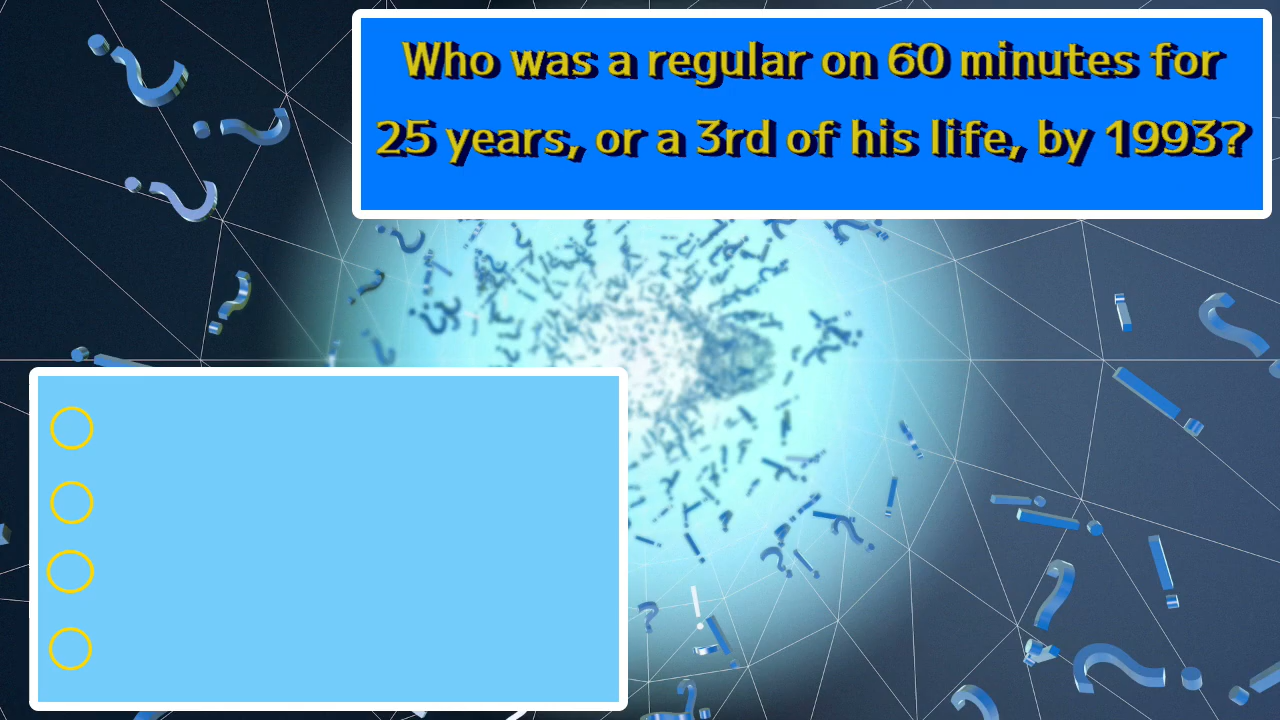 Who was a regular on 60 minutes for
25 years, or a 3rd of his life, by 1993?